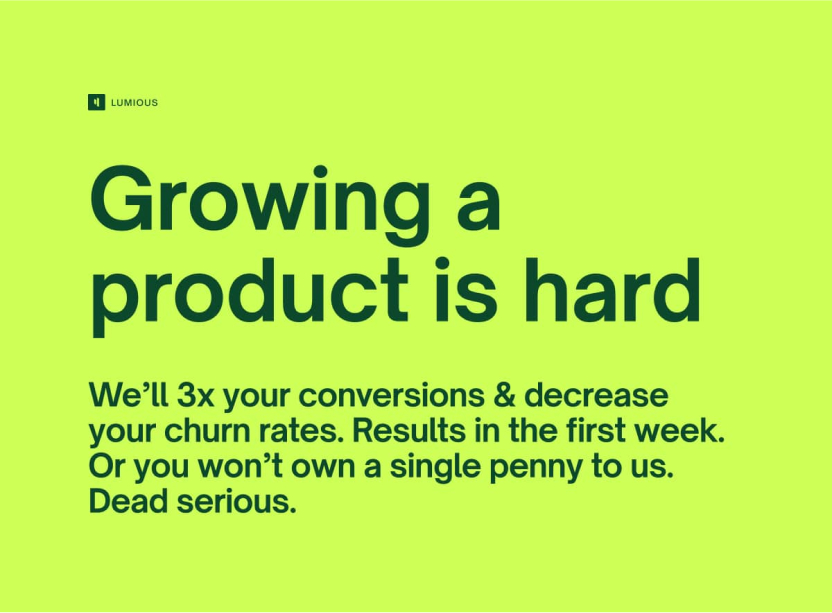 LUMIOUS
Growing a
product is hard
We’ll 3x your conversions & decrease
your churn rates. Results in the first week.
Or you won’t own a single penny to us.
Dead serious.